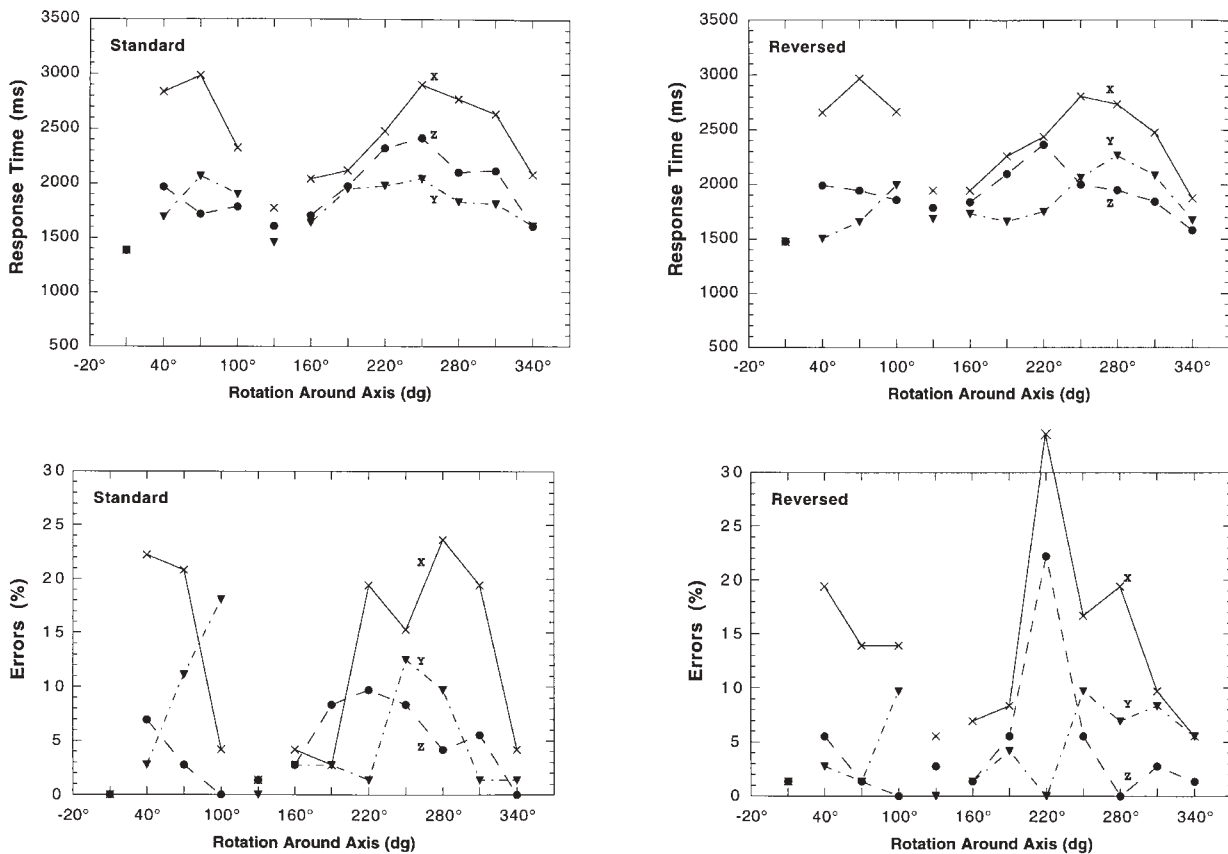 3500
3000
2500
2000
1500
1000
500
Response Time (ms)
Standard
X
Z
Y
-20° 40° 100° 160° 220° 280° 340°
Rotation Around Axis (dg)
3500
3000
2500
2000
1500
1000
500
Response Time (ms)
Reversed
X
Y
Z
-20° 40° 100° 160° 220° 280° 340°
Rotation Around Axis (dg)
30
25
20
15
10
5
0
Errors (%)
Standard
X
Y
Z
-20° 40° 100° 160° 220° 280° 340°
Rotation Around Axis (dg)
30
25
20
15
10
5
0
Errors (%)
Reversed
X
Y
Z
-20° 40° 100° 160° 220° 280° 340°
Rotation Around Axis (dg)